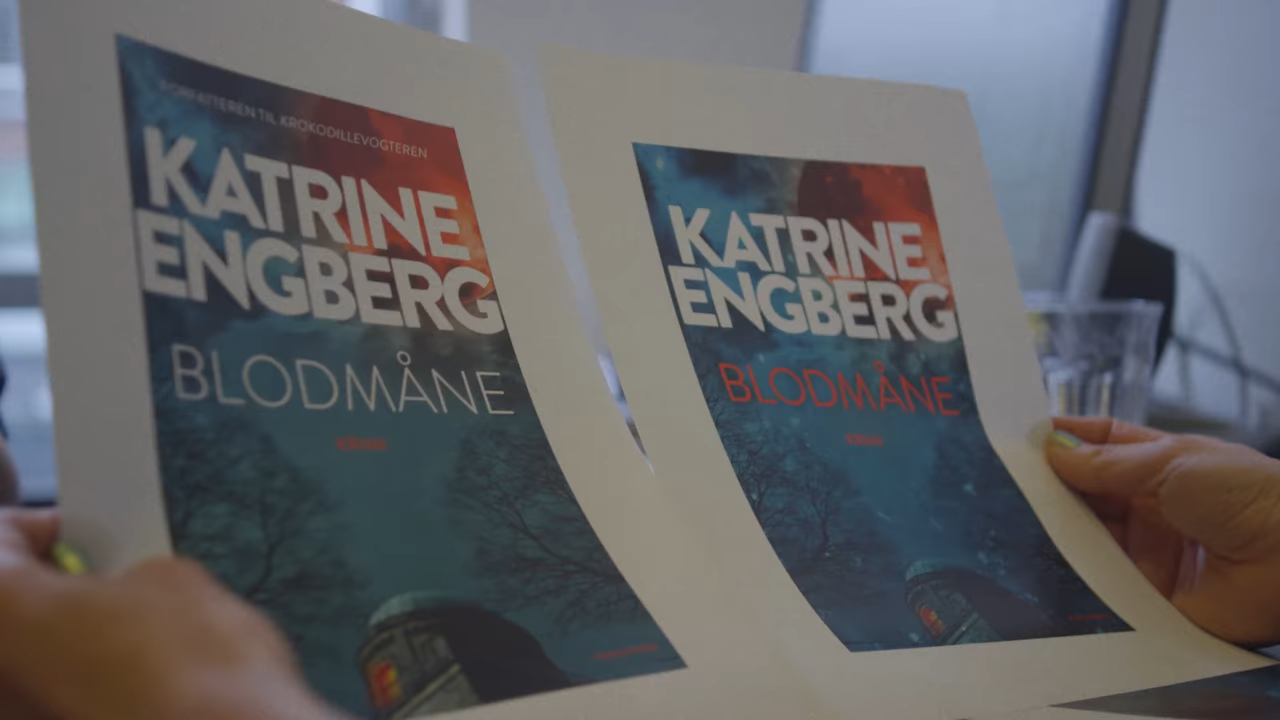 FORFATTEREN TIL KROKODILLEVOGTEREN
KATRINE
ENGBERG
BLODMÅNE
KATRINE
ENGBERG
BLODMÅNE